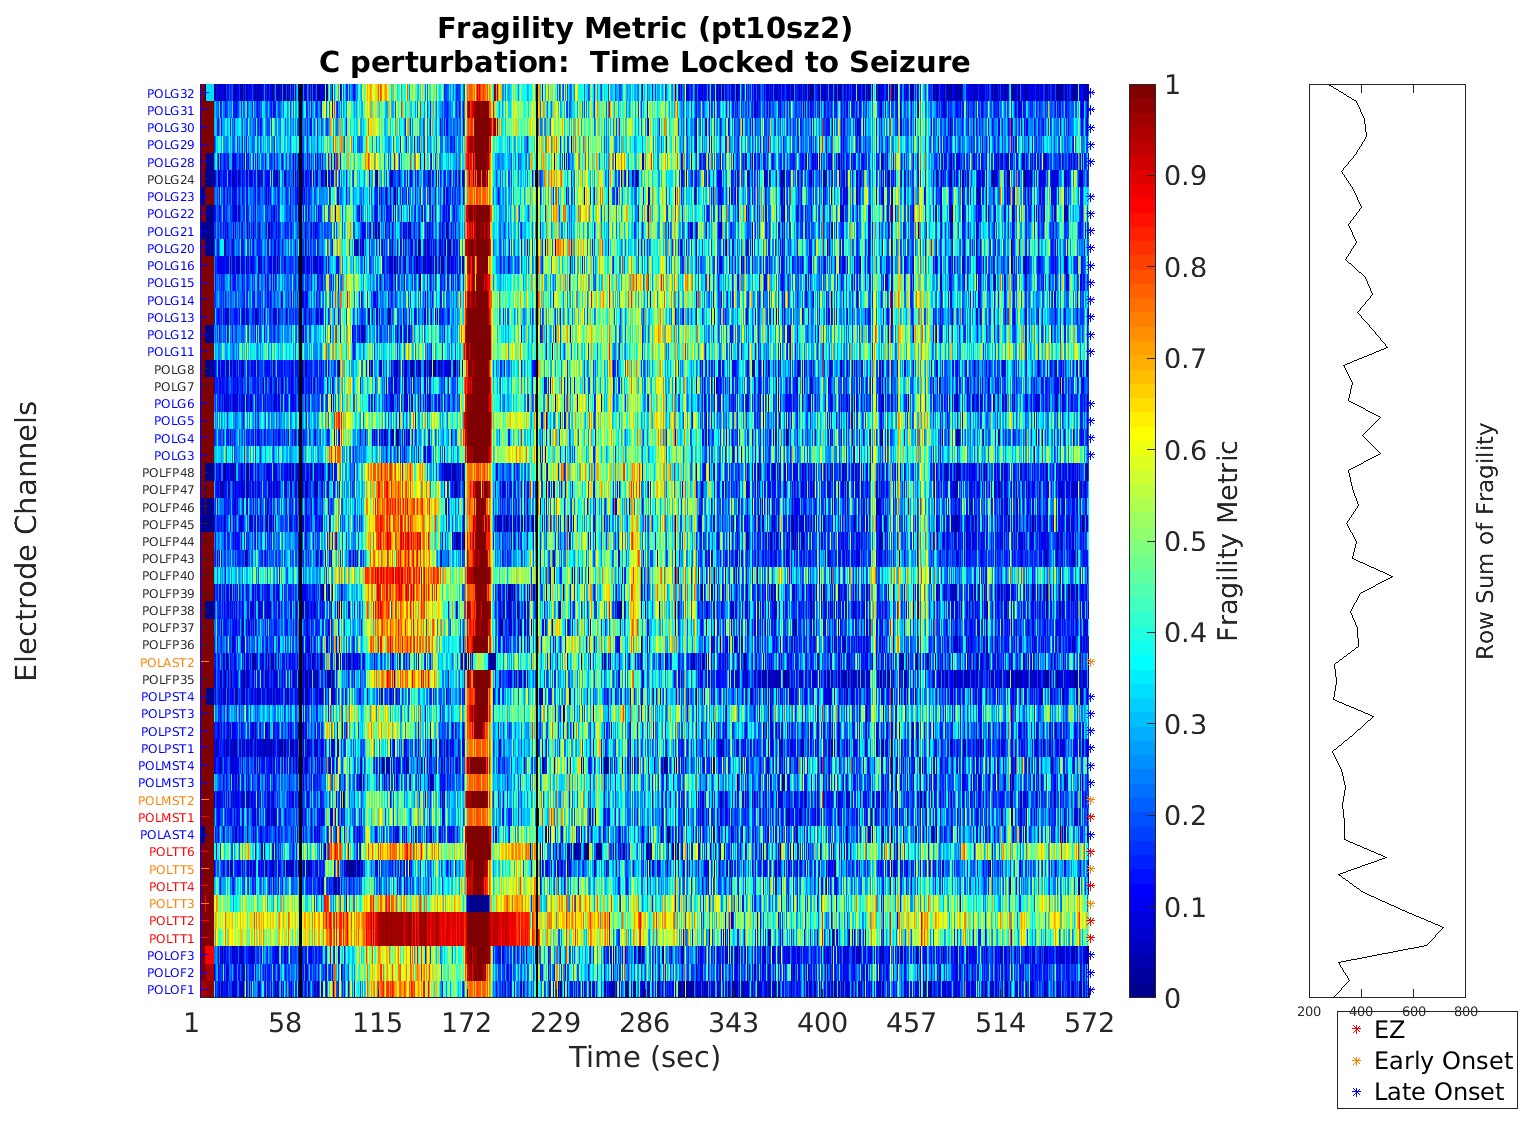 Fragility Metric (pt10sz2)
C perturbation:  Time Locked to Seizure
Electrode Channels
POLG32
POLG31
POLG30
POLG29
POLG28
POLG24
POLG23
POLG22
POLG21
POLG20
POLG16
POLG15
POLG14
POLG13
POLG12
POLG11
POLG8
POLG7
POLG6
POLG5
POLG4
POLG3
POLFP48
POLFP47
POLFP46
POLFP45
POLFP44
POLFP43
POLFP40
POLFP39
POLFP38
POLFP37
POLFP36
POLAST2
POLFP35
POLPST4
POLPST3
POLPST2
POLPST1
POLMST4
POLMST3
POLMST2
POLMST1
POLAST4
POLTT6
POLTT5
POLTT4
POLTT3
POLTT2
POLTT1
POLOF3
POLOF2
POLOF1
1 58 115 172 229 286 343 400 457 514 572
Time (sec)
1
0.9
0.8
0.7
0.6
0.5
0.4
0.3
0.2
0.1
0
Fragility Metric
200 400 600 800
Row Sum of Fragility
EZ
Early Onset
Late Onset